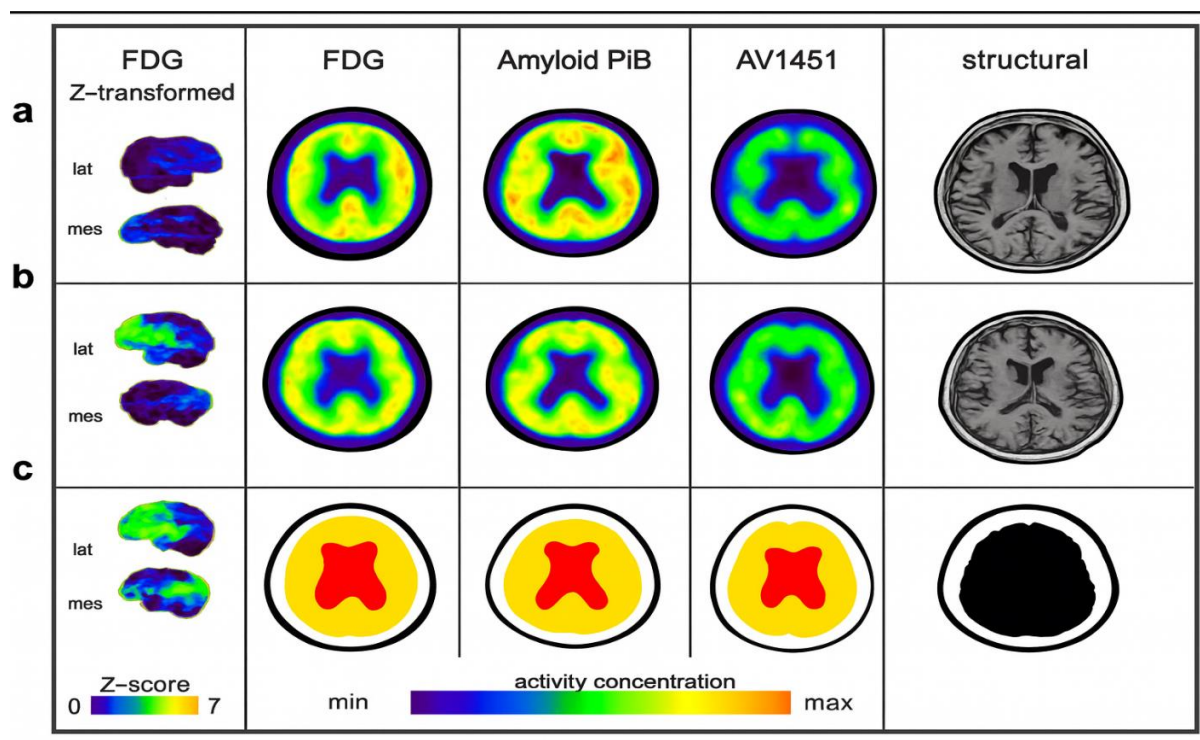 FDG
Z-transformed
FDG
Amyloid PiB
AV1451
structural
a
lat
mes
b
lat
mes
c
lat
mes
Z-score
0
7
min
activity concentration
max